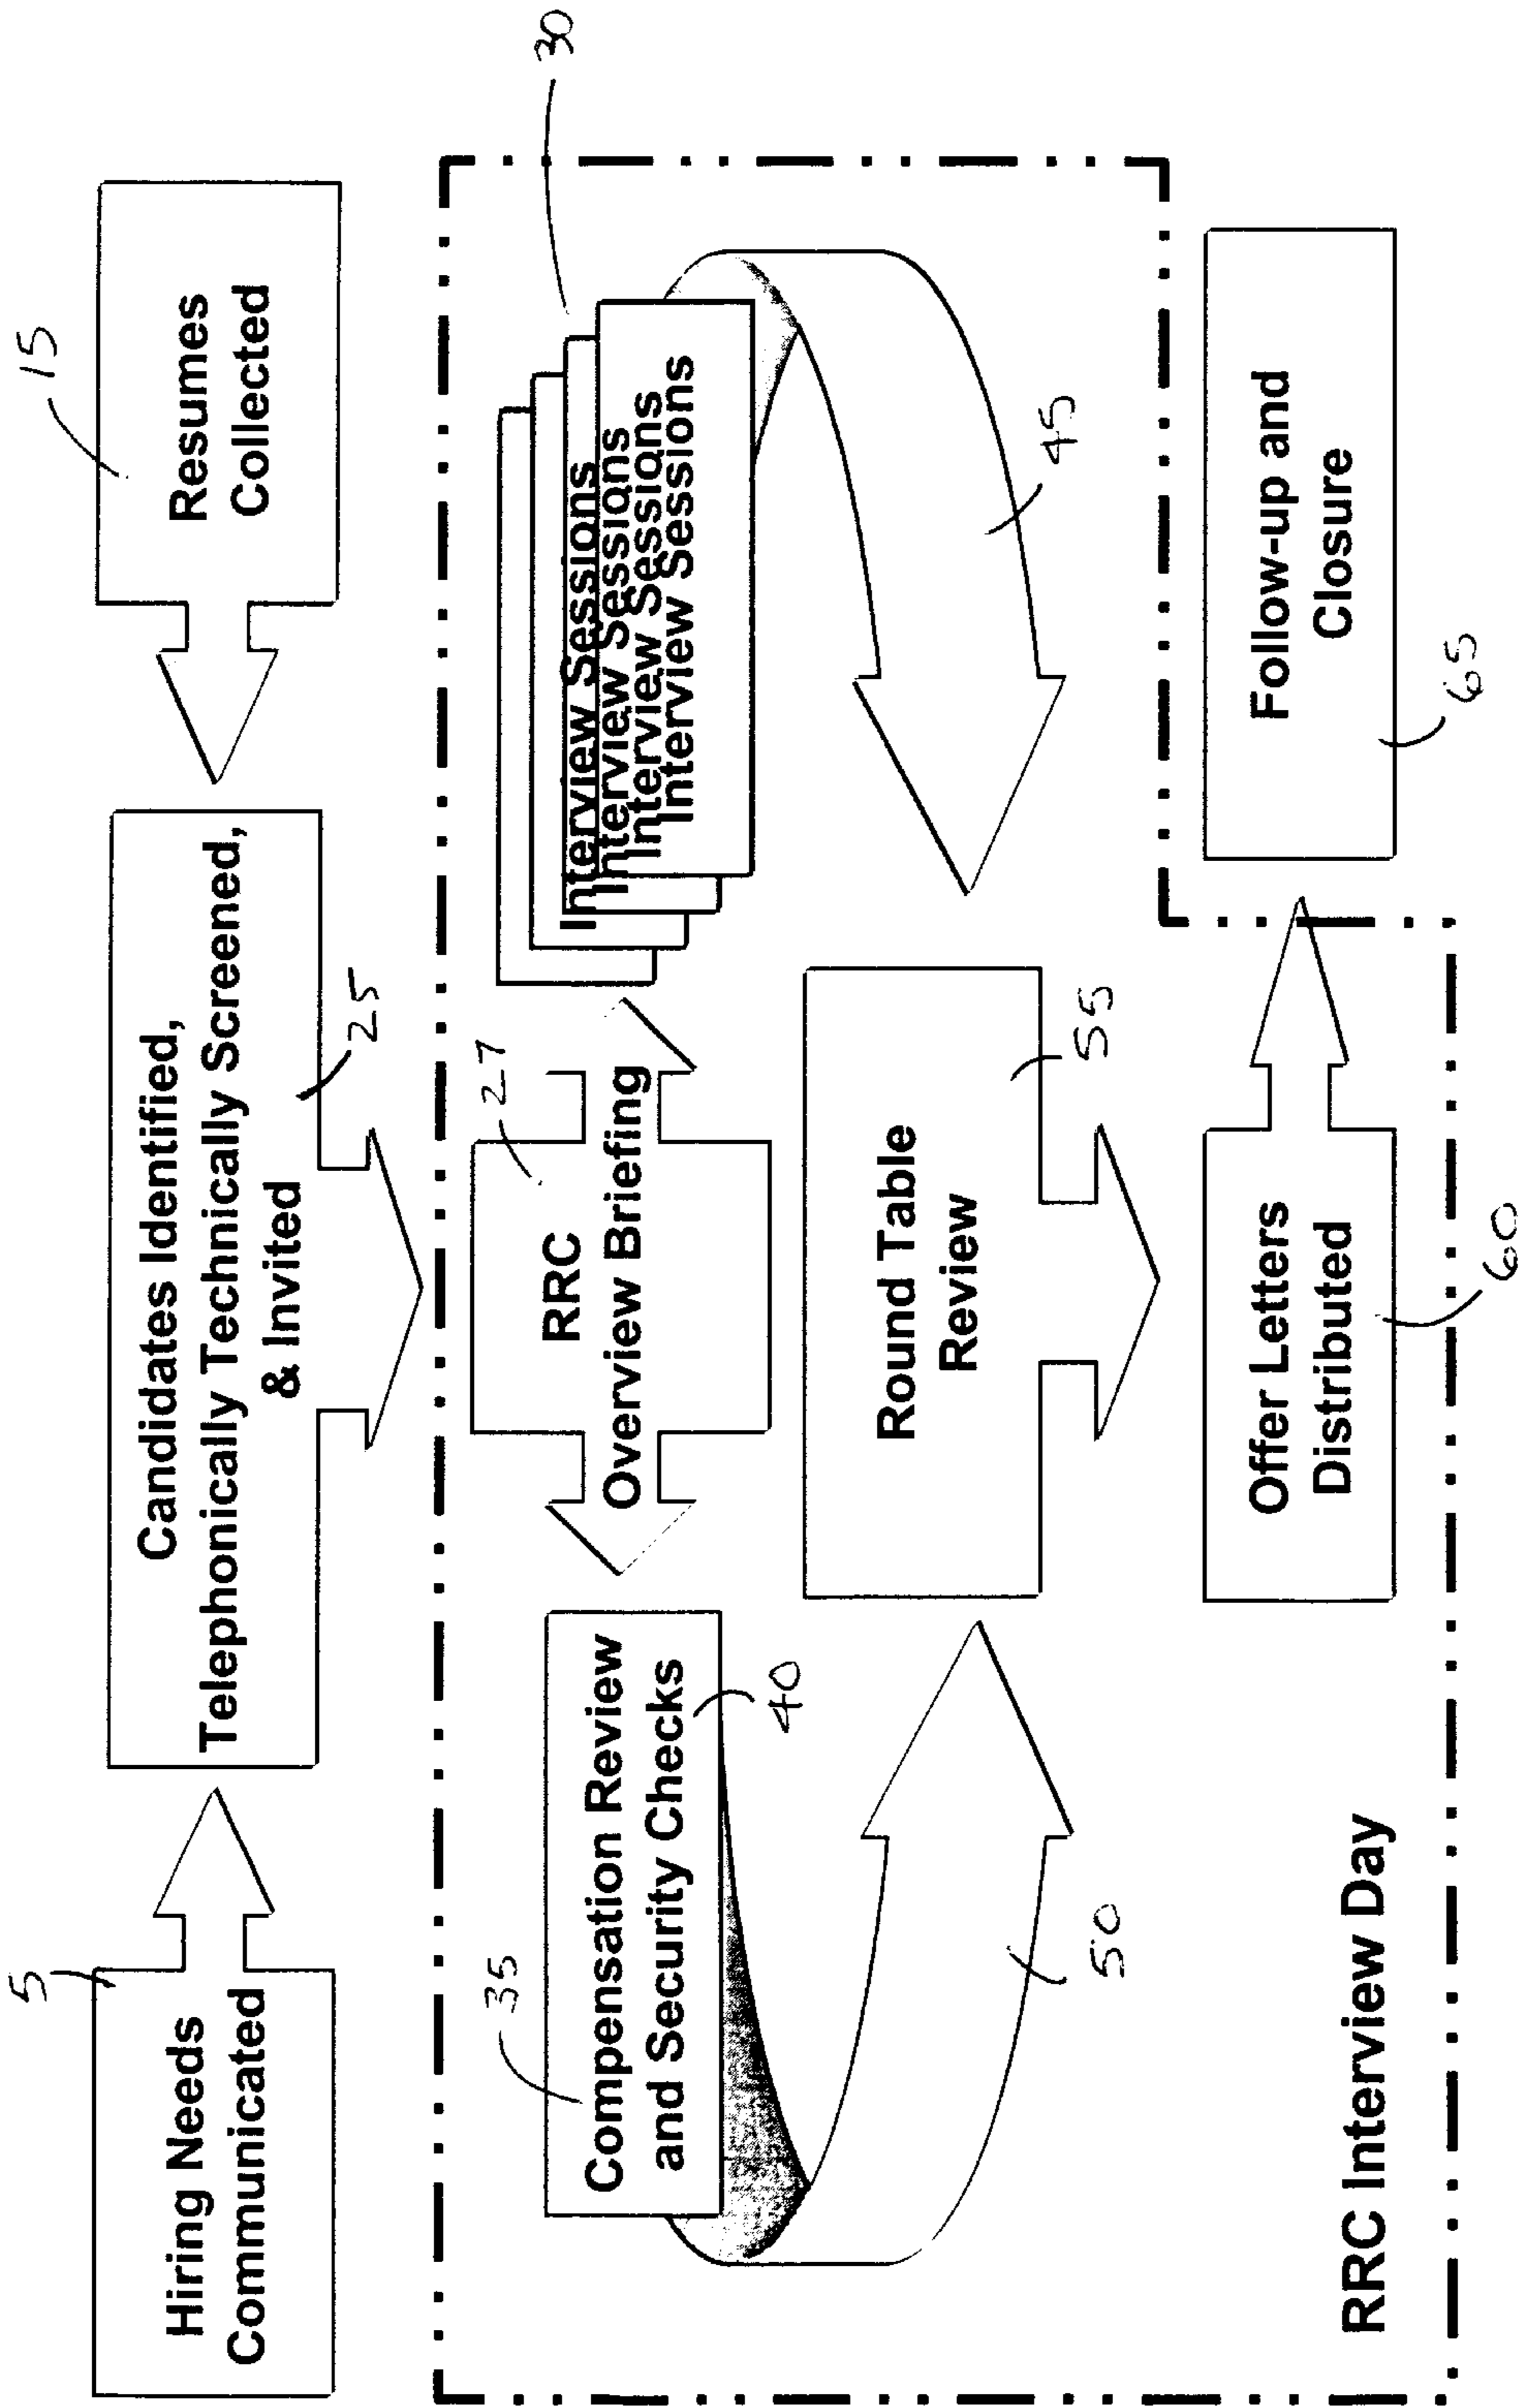 5
Hiring Needs
Communicated
Candidates Identified,
Telephonically Technically Screened,
& Invited
25
15
Resumes
Collected
35
Compensation Review
and Security Checks
40
27
RRC
Overview Briefing
30
Interview Sessions
Interview Sessions
Interview Sessions
Interview Sessions
50
Round Table
Review
55
45
RRC Interview Day
Offer Letters
Distributed
60
Follow-up and
Closure
65